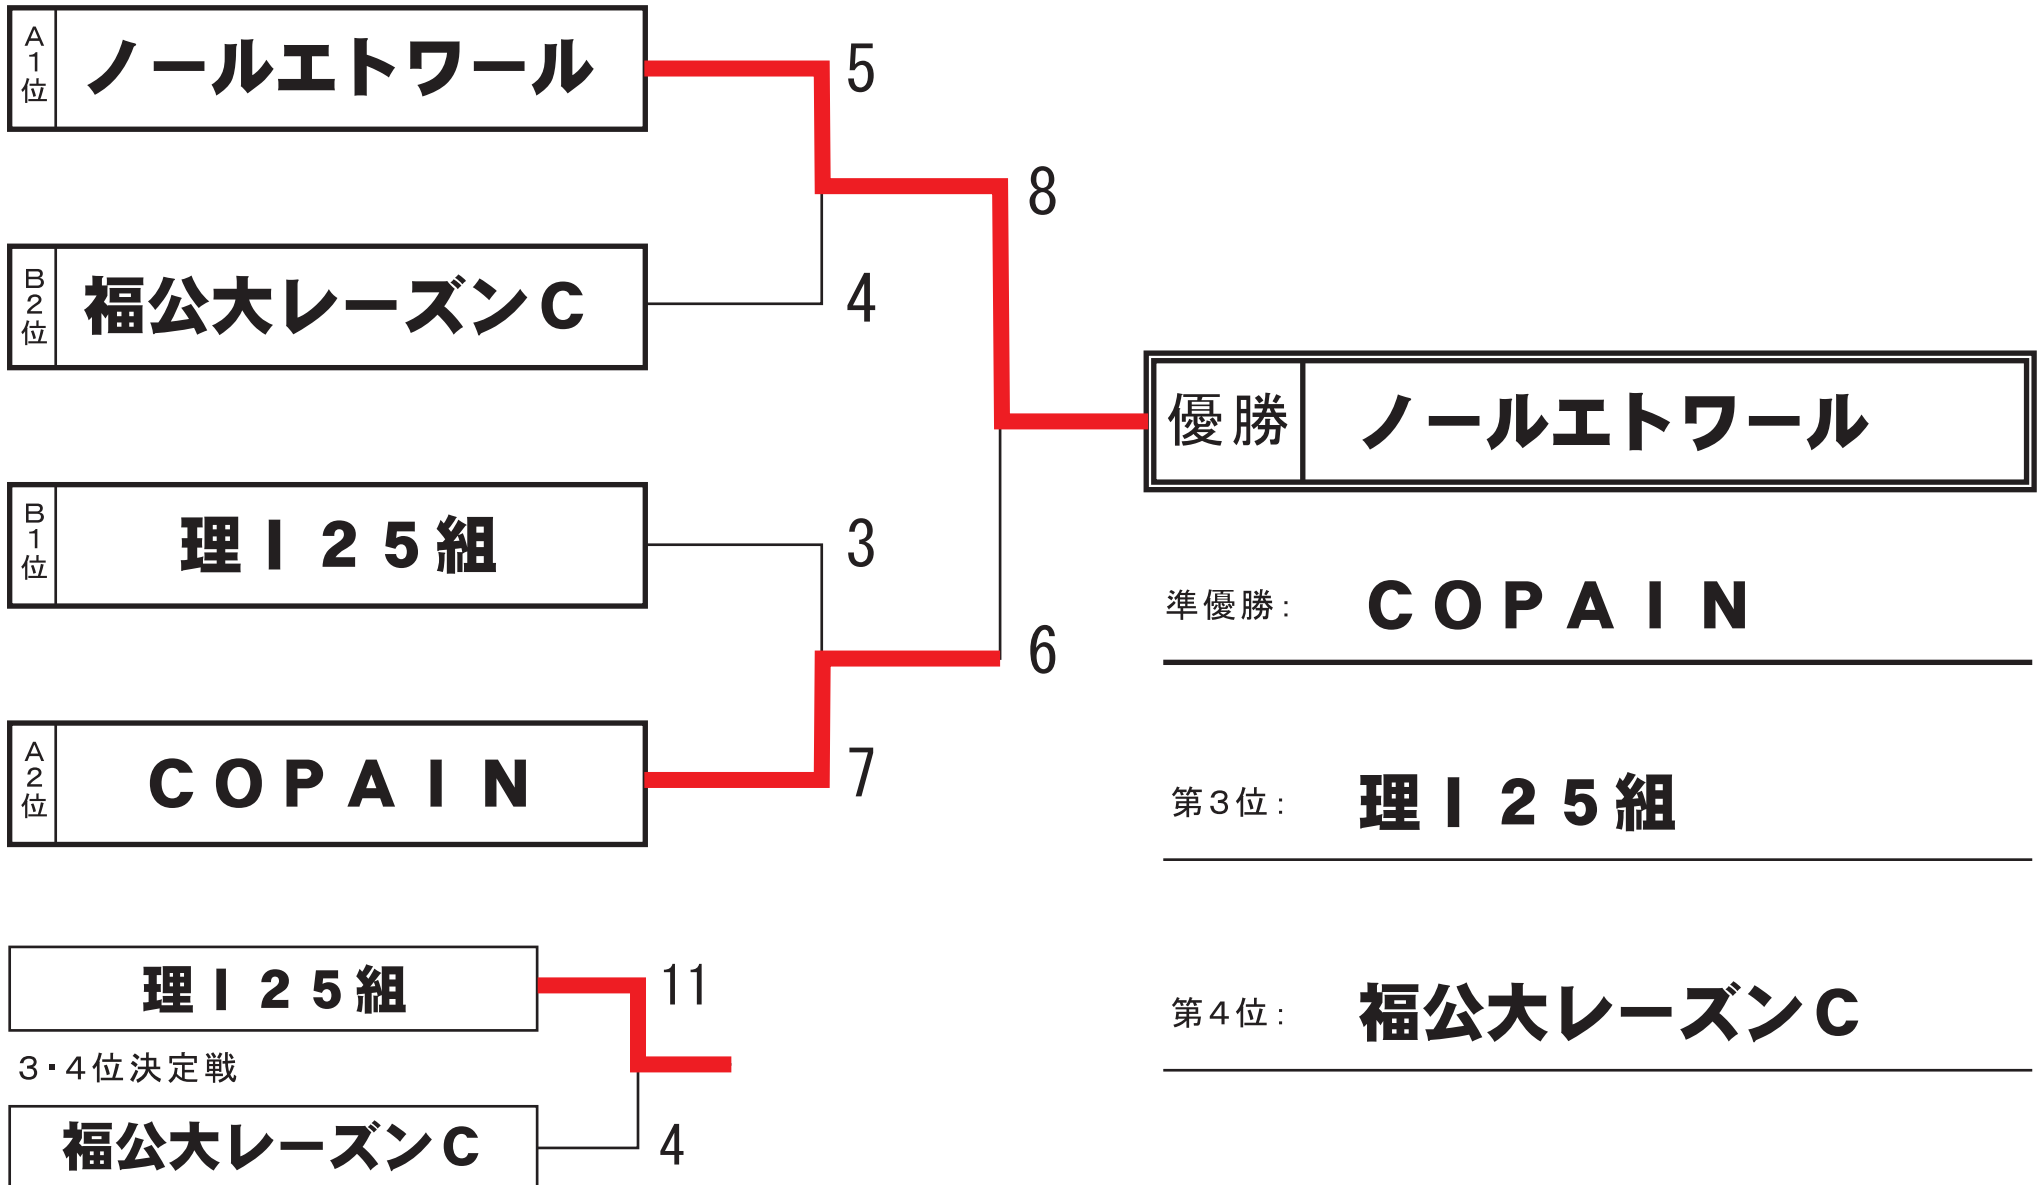 A1位 ノールエトワール
5
8
B2位 福公大レーズンC
4
優勝 ノールエトワール
B1位 理I25組
3
準優勝: COPAIN
6
A2位 COPAIN
7
第3位: 理I25組
理I25組
11
3・4位決定戦
第4位: 福公大レーズンC
福公大レーズンC
4